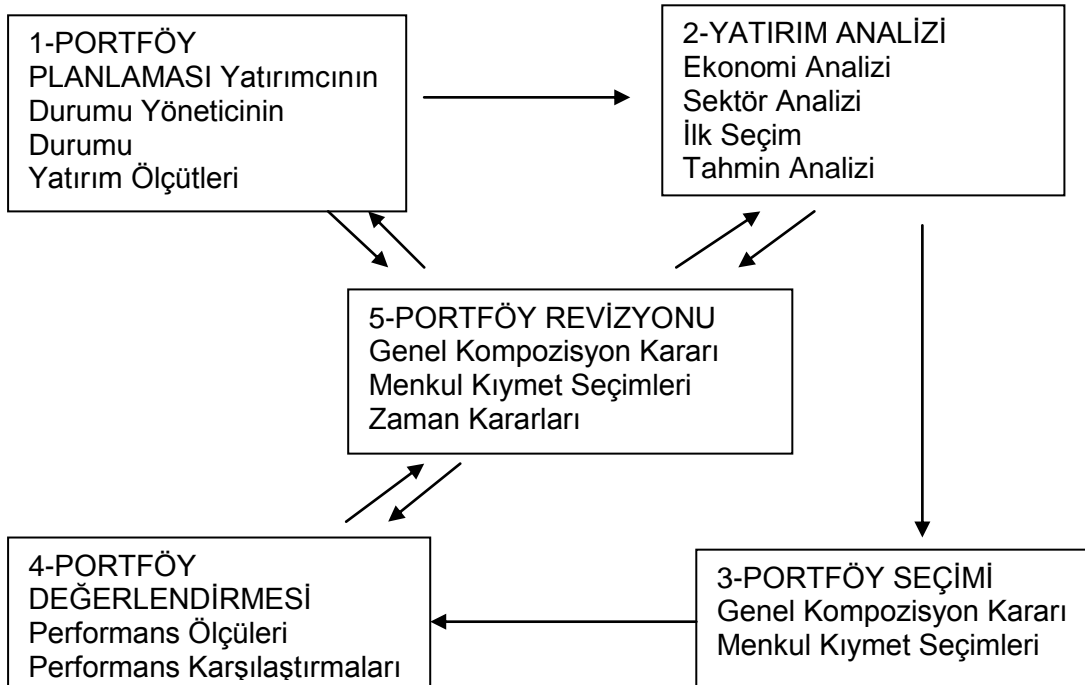 1-PORTFÖY
PLANLAMASI Yatırımcının
Durumu Yöneticinin
Durumu
Yatırım Ölçütleri
2-YATIRIM ANALİZİ
Ekonomi Analizi
Sektör Analizi
İlk Seçim
Tahmin Analizi
5-PORTFÖY REVİZYONU
Genel Kompozisyon Kararı
Menkul Kıymet Seçimleri
Zaman Kararları
4-PORTFÖY
DEĞERLENDİRMESİ
Performans Ölçüleri
Performans Karşılaştırmaları
3-PORTFÖY SEÇİMİ
Genel Kompozisyon Kararı
Menkul Kıymet Seçimleri